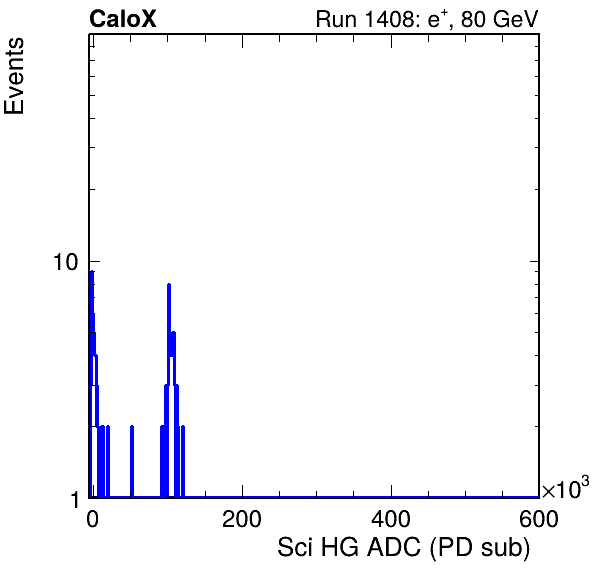 CaloX Run 1408: e⁺, 80 GeV
Events
10
1
0 200 400 600
×10³
Sci HG ADC (PD sub)